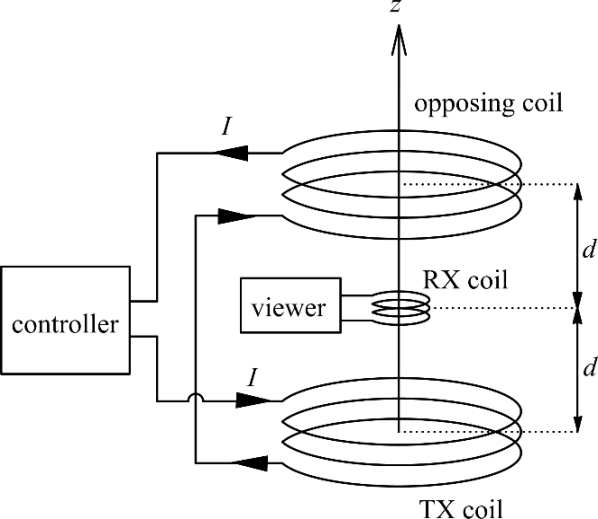 z
opposing coil
I
d
RX coil
viewer
controller
d
I
TX coil